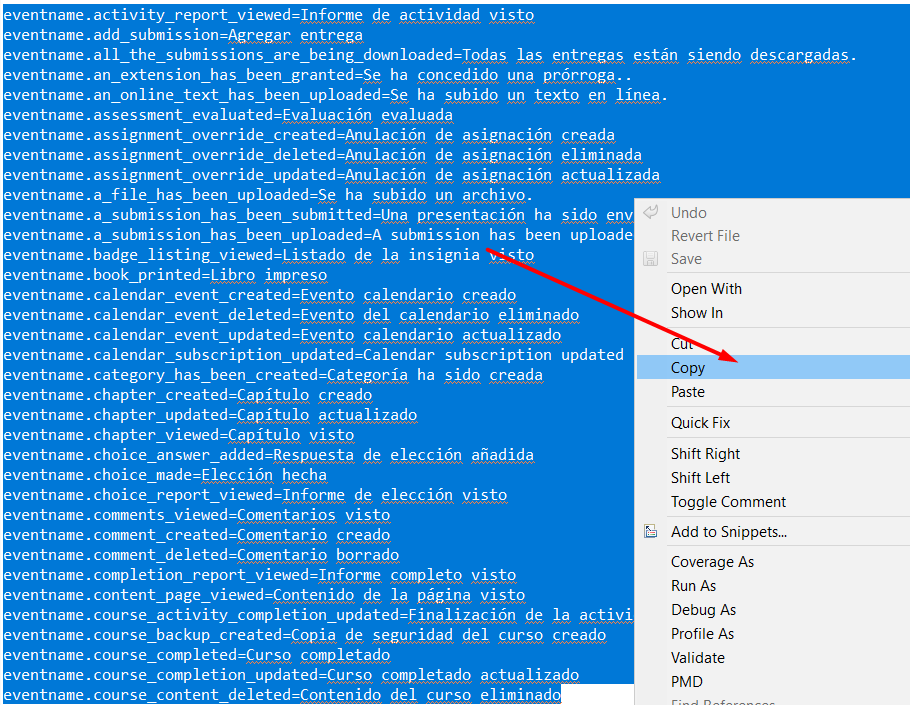 eventname.activity_report_viewed=Informe de actividad visto
eventname.add_submission=Agregar entrega
eventname.all_the_submissions_are_being_downloaded=Todas las entregas están siendo descargadas.
eventname.an_extension_has_been_granted=Se ha concedido una prórroga..
eventname.an_online_text_has_been_uploaded=Se ha subido un texto en línea.
eventname.assessment_evaluated=Evaluación evaluada
eventname.assignment_override_created=Anulación de asignación creada
eventname.assignment_override_deleted=Anulación de asignación eliminada
eventname.assignment_override_updated=Anulación de asignación actualizada
eventname.a_file_has_been_uploaded=Se ha subido un archivo.
eventname.a_submission_has_been_submitted=Una presentación ha sido env
eventname.a_submission_has_been_uploaded=A submission has been uploade
eventname.badge_listing_viewed=Listado de la insignia visto
eventname.book_printed=Libro impreso
eventname.calendar_event_created=Evento calendario creado
eventname.calendar_event_deleted=Evento del calendario eliminado
eventname.calendar_event_updated=Evento calendario actualizado
eventname.calendar_subscription_updated=Calendar subscription updated
eventname.category_has_been_created=Categoría ha sido creada
eventname.chapter_created=Capítulo creado
eventname.chapter_updated=Capítulo actualizado
eventname.chapter_viewed=Capítulo visto
eventname.choice_answer_added=Respuesta de elección añadida
eventname.choice_made=Elección hecha
eventname.choice_report_viewed=Informe de elección visto
eventname.comments_viewed=Comentarios visto
eventname.comment_created=Comentario creado
eventname.comment_deleted=Comentario borrado
eventname.completion_report_viewed=Informe completo visto
eventname.content_page_viewed=Contenido de la página visto
eventname.course_activity_completion_updated=Finalización de la activi
eventname.course_backup_created=Copia de seguridad del curso creado
eventname.course_completed=Curso completado
eventname.course_completion_updated=Curso completado actualizado
eventname.course_content_deleted=Contenido del curso eliminado
Undo
Revert File
Save
Open With
Show In
Cut
Copy
Paste
Quick Fix
Shift Right
Shift Left
Toggle Comment
Add to Snippets...
Coverage As
Run As
Debug As
Profile As
Validate
PMD
Find References